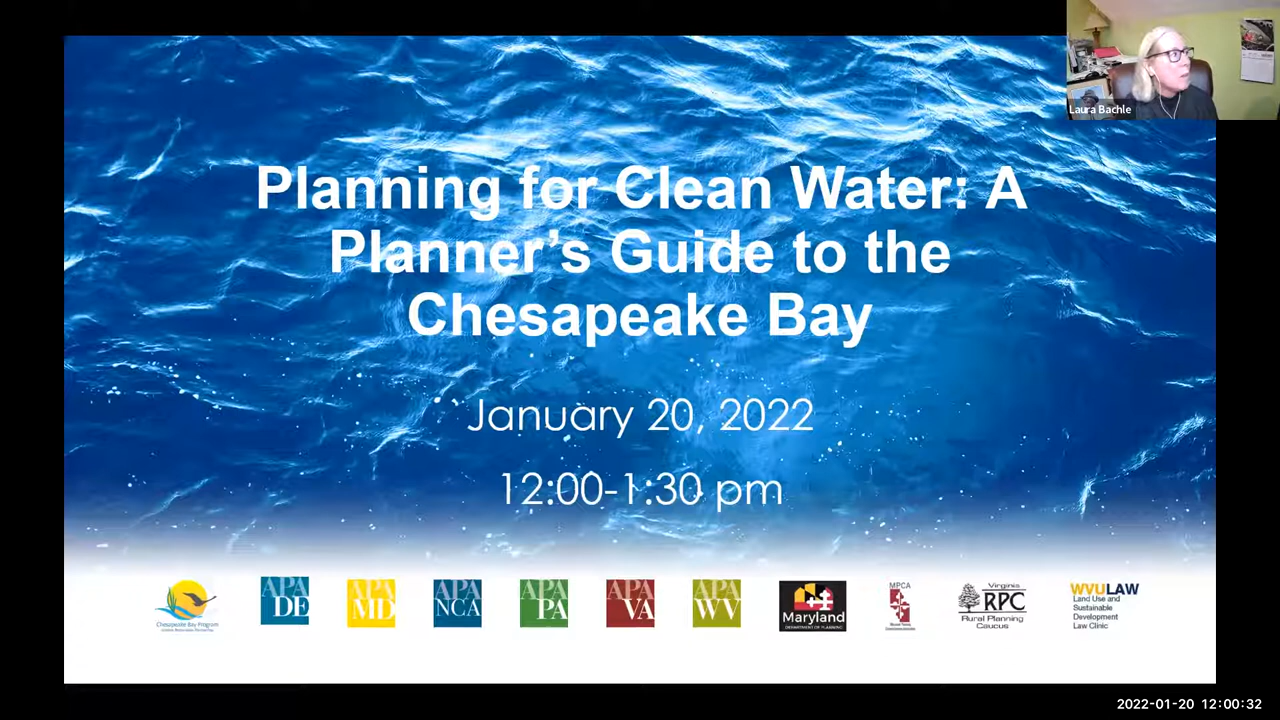 Laura Bachle
Planning for Clean Water: A
Planner's Guide to the
Chesapeake Bay
January 20, 2022
12:00-1:30 pm
Chesapeake Bay Program
APA
DE
APA
MD
APA
NCA
APA
PA
APA
VA
APA
WV
Maryland
DEPARTMENT OF PLANNING
MPCA
Virginia
RPC
Rural Planning
Caucus
WVULAW
Land Use and
Sustainable
Development
Law Clinic
2022-01-20 12:00:32